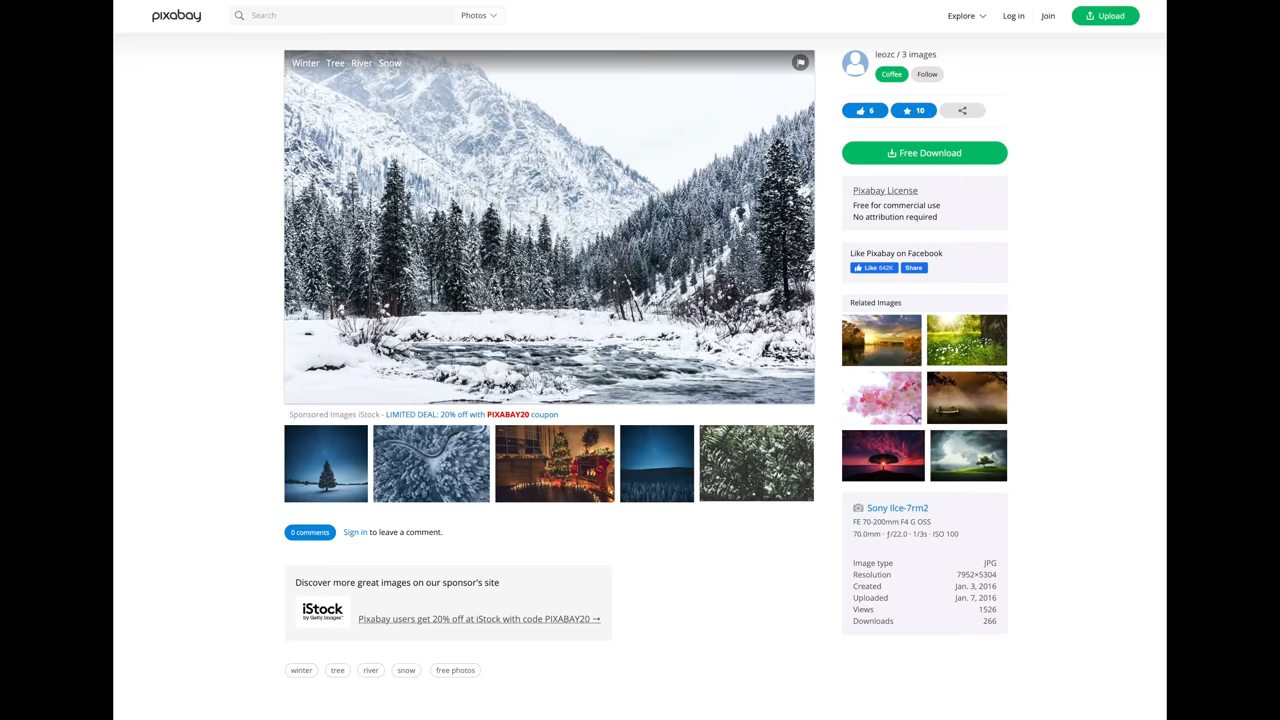 pixabay
Search
Photos
Explore
Log in
Join
Upload
Winter Tree River Snow
leozc / 3 images
Coffee
Follow
6
10
Free Download
Pixabay License
Free for commercial use
No attribution required
Like Pixabay on Facebook
Like 642K
Share
Related Images
Sponsored Images iStock - LIMITED DEAL: 20% off with PIXABAY20 coupon
0 comments
Sign in to leave a comment.
Discover more great images on our sponsor's site
iStock
by Getty Images™
Pixabay users get 20% off at iStock with code PIXABAY20 →
winter
tree
river
snow
free photos
Sony Ilce-7rm2
FE 70-200mm F4 G OSS
70.0mm · ƒ/22.0 · 1/3s · ISO 100
Image type JPG
Resolution 7952×5304
Created Jan. 3, 2016
Uploaded Jan. 7, 2016
Views 1526
Downloads 266